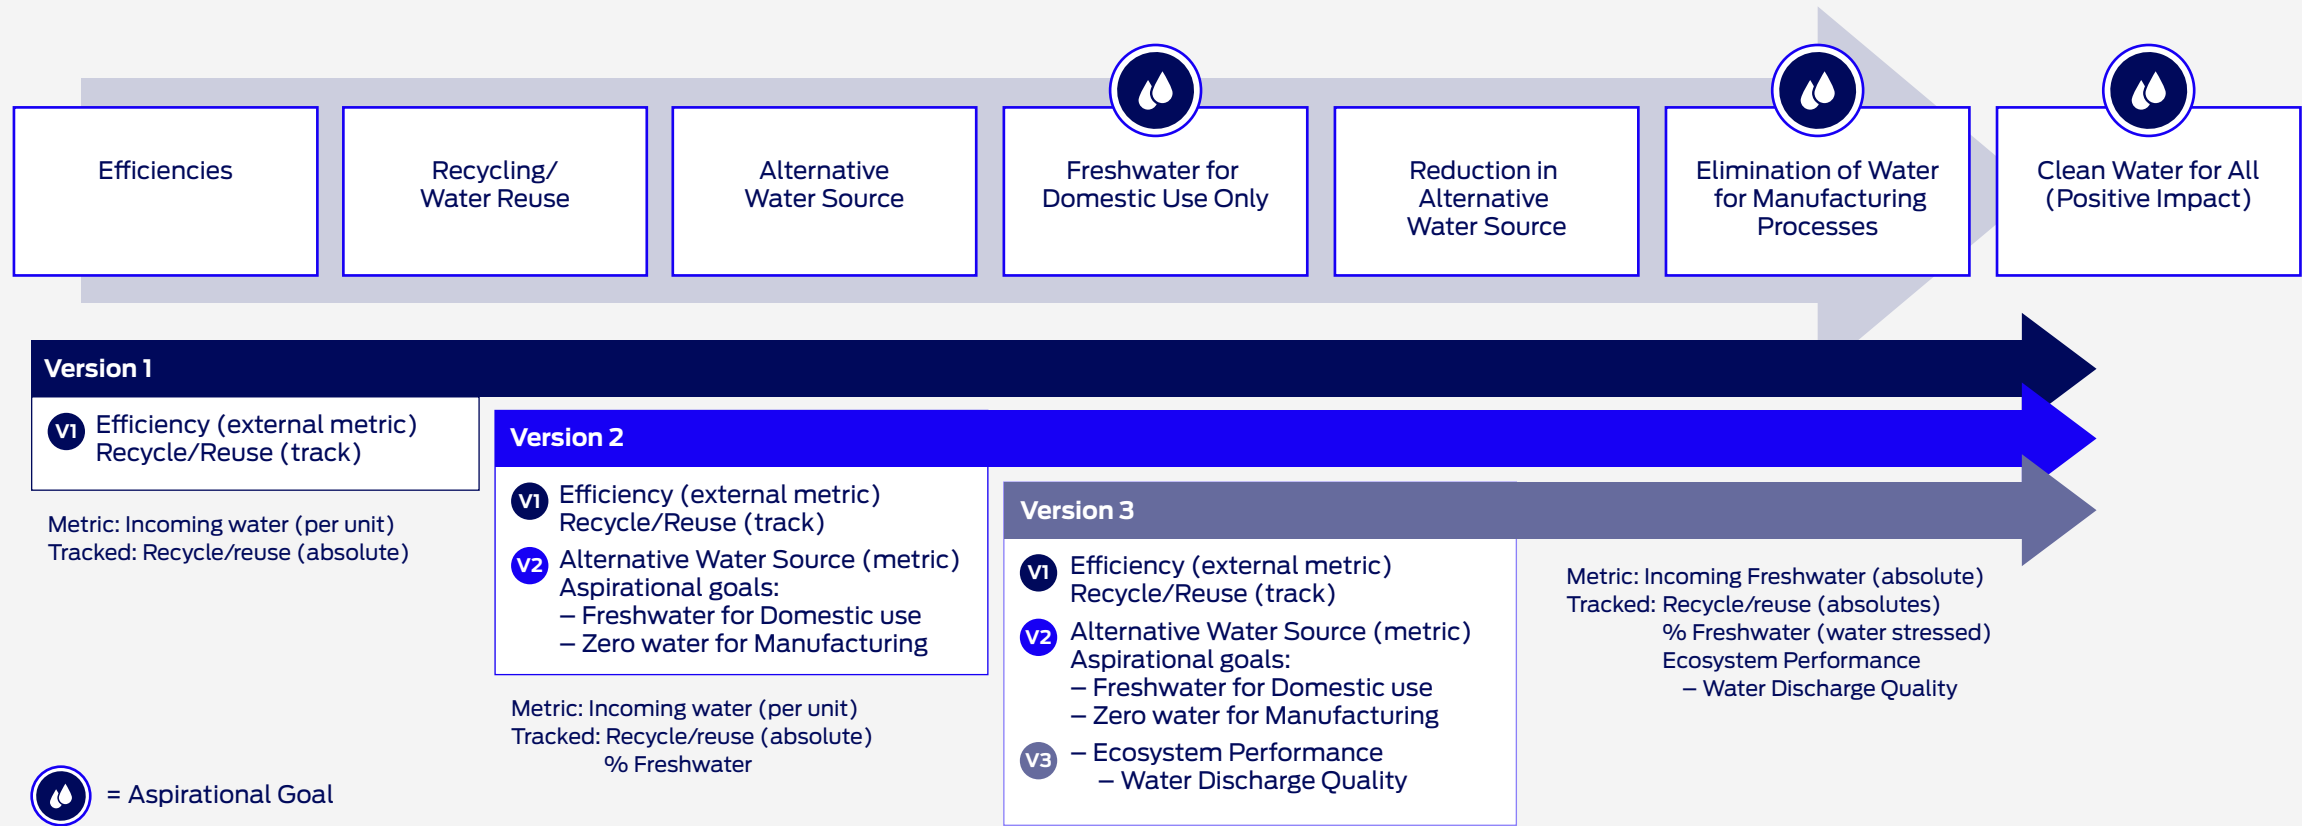 Efficiencies
Recycling/
Water Reuse
Alternative
Water Source
Freshwater for
Domestic Use Only
Reduction in
Alternative
Water Source
Elimination of Water
for Manufacturing
Processes
Clean Water for All
(Positive Impact)
Version 1
V1 Efficiency (external metric)
Recycle/Reuse (track)
Metric: Incoming water (per unit)
Tracked: Recycle/reuse (absolute)
Version 2
V1 Efficiency (external metric)
Recycle/Reuse (track)
V2 Alternative Water Source (metric)
Aspirational goals:
– Freshwater for Domestic use
– Zero water for Manufacturing
Metric: Incoming water (per unit)
Tracked: Recycle/reuse (absolute)
% Freshwater
Version 3
V1 Efficiency (external metric)
Recycle/Reuse (track)
V2 Alternative Water Source (metric)
Aspirational goals:
– Freshwater for Domestic use
– Zero water for Manufacturing
V3 – Ecosystem Performance
– Water Discharge Quality
Metric: Incoming Freshwater (absolute)
Tracked: Recycle/reuse (absolutes)
% Freshwater (water stressed)
Ecosystem Performance
– Water Discharge Quality
= Aspirational Goal